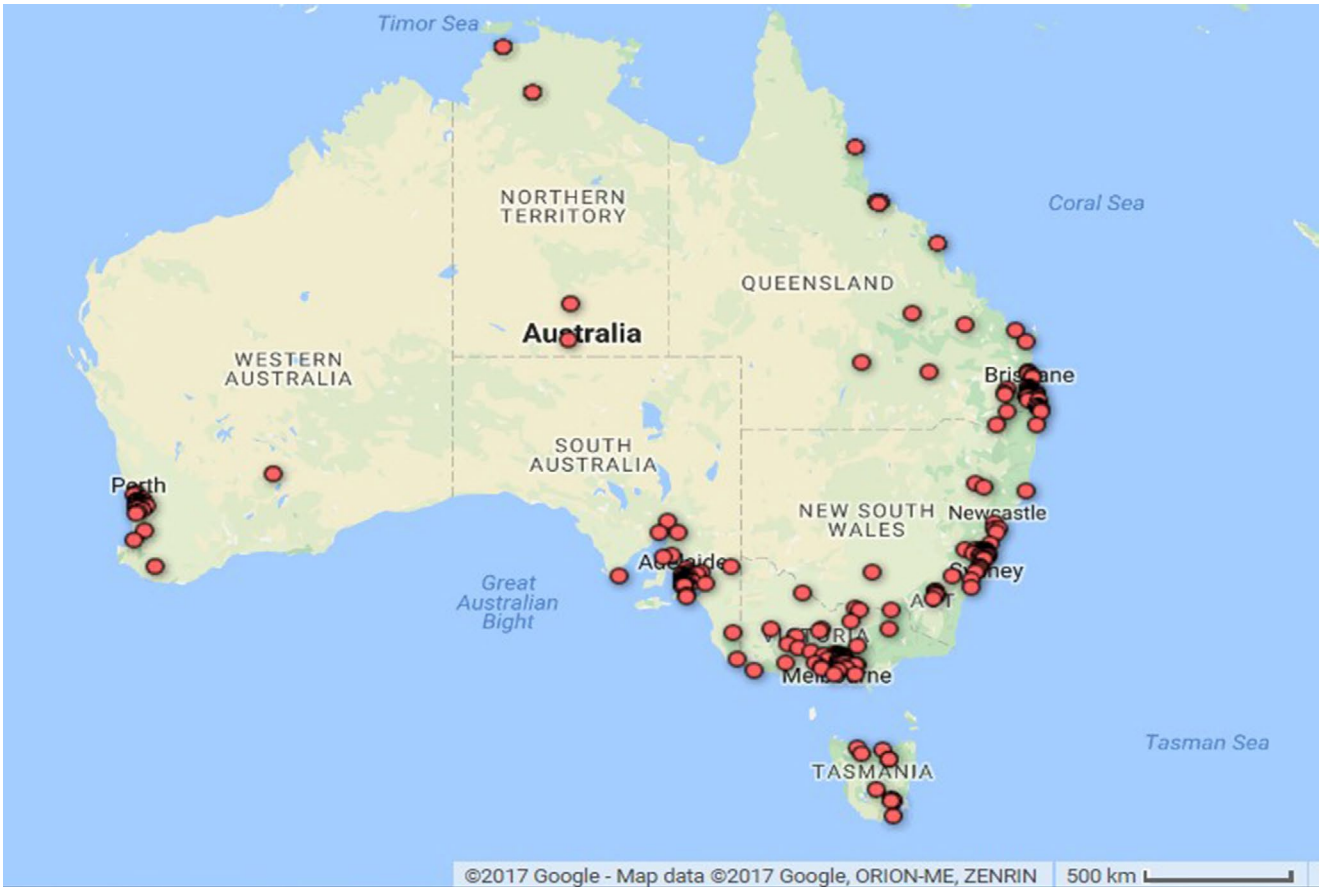 Timor Sea
NORTHERN
TERRITORY
Coral Sea
QUEENSLAND
Australia
WESTERN
AUSTRALIA
Brisbane
SOUTH
AUSTRALIA
Perth
NEW SOUTH
WALES
Newcastle
Adelaide
Sydney
Great
Australian
Bight
ACT
VICTORIA
Melbourne
Tasman Sea
TASMANIA
©2017 Google - Map data ©2017 Google, ORION-ME, ZENRIN
500 km